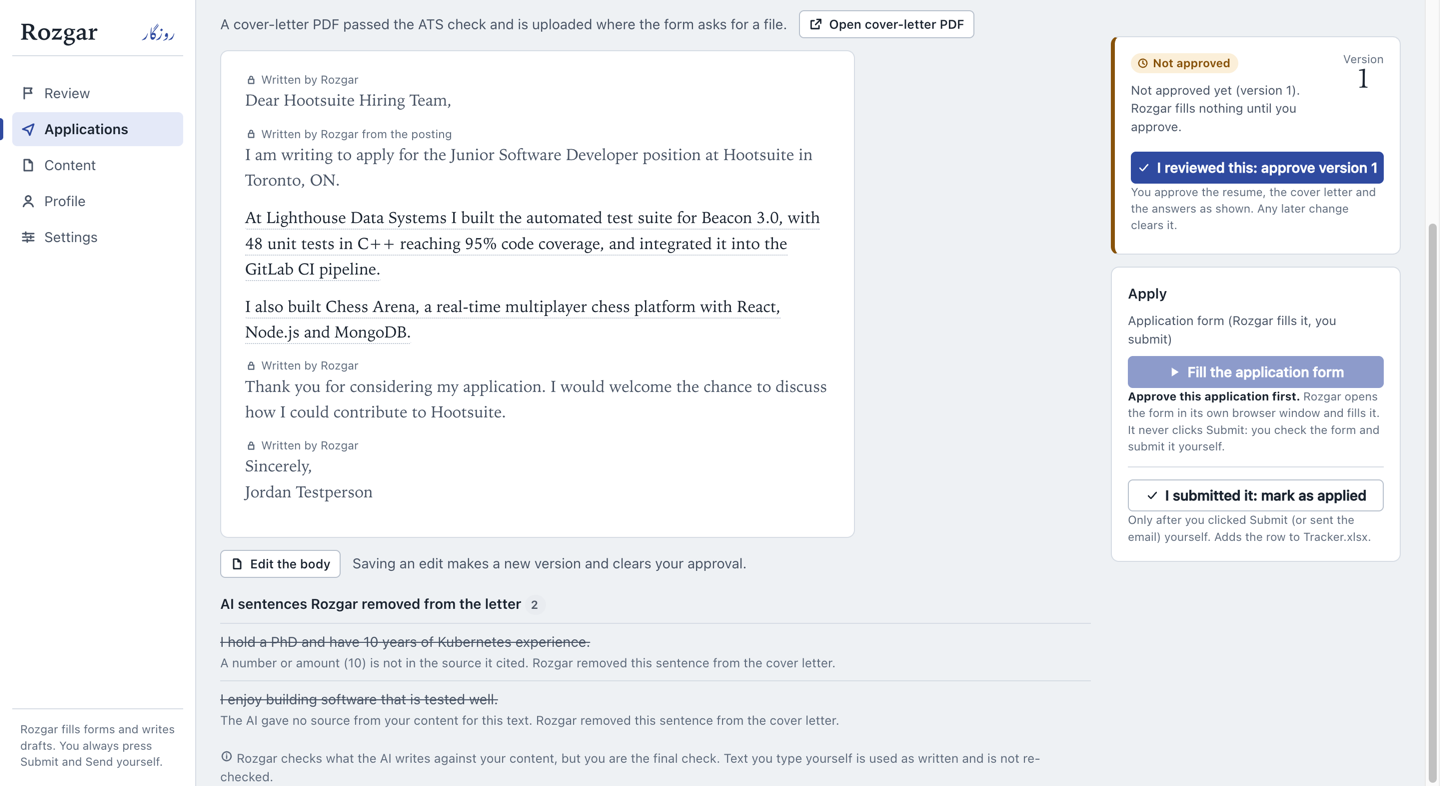 Rozgar روزگار
Review
Applications
Content
Profile
Settings
Rozgar fills forms and writes
drafts. You always press
Submit and Send yourself.
A cover-letter PDF passed the ATS check and is uploaded where the form asks for a file.
Open cover-letter PDF
Written by Rozgar
Dear Hootsuite Hiring Team,
Written by Rozgar from the posting
I am writing to apply for the Junior Software Developer position at Hootsuite in
Toronto, ON.
At Lighthouse Data Systems I built the automated test suite for Beacon 3.0, with
48 unit tests in C++ reaching 95% code coverage, and integrated it into the
GitLab CI pipeline.
I also built Chess Arena, a real-time multiplayer chess platform with React,
Node.js and MongoDB.
Written by Rozgar
Thank you for considering my application. I would welcome the chance to discuss
how I could contribute to Hootsuite.
Written by Rozgar
Sincerely,
Jordan Testperson
Edit the body
Saving an edit makes a new version and clears your approval.
AI sentences Rozgar removed from the letter 2
I hold a PhD and have 10 years of Kubernetes experience.
A number or amount (10) is not in the source it cited. Rozgar removed this sentence from the cover letter.
I enjoy building software that is tested well.
The AI gave no source from your content for this text. Rozgar removed this sentence from the cover letter.
Rozgar checks what the AI writes against your content, but you are the final check. Text you type yourself is used as written and is not re-
checked.
Not approved
Version
1
Not approved yet (version 1).
Rozgar fills nothing until you
approve.
I reviewed this: approve version 1
You approve the resume, the cover letter and
the answers as shown. Any later change
clears it.
Apply
Application form (Rozgar fills it, you
submit)
Fill the application form
Approve this application first. Rozgar opens
the form in its own browser window and fills it.
It never clicks Submit: you check the form and
submit it yourself.
I submitted it: mark as applied
Only after you clicked Submit (or sent the
email) yourself. Adds the row to Tracker.xlsx.